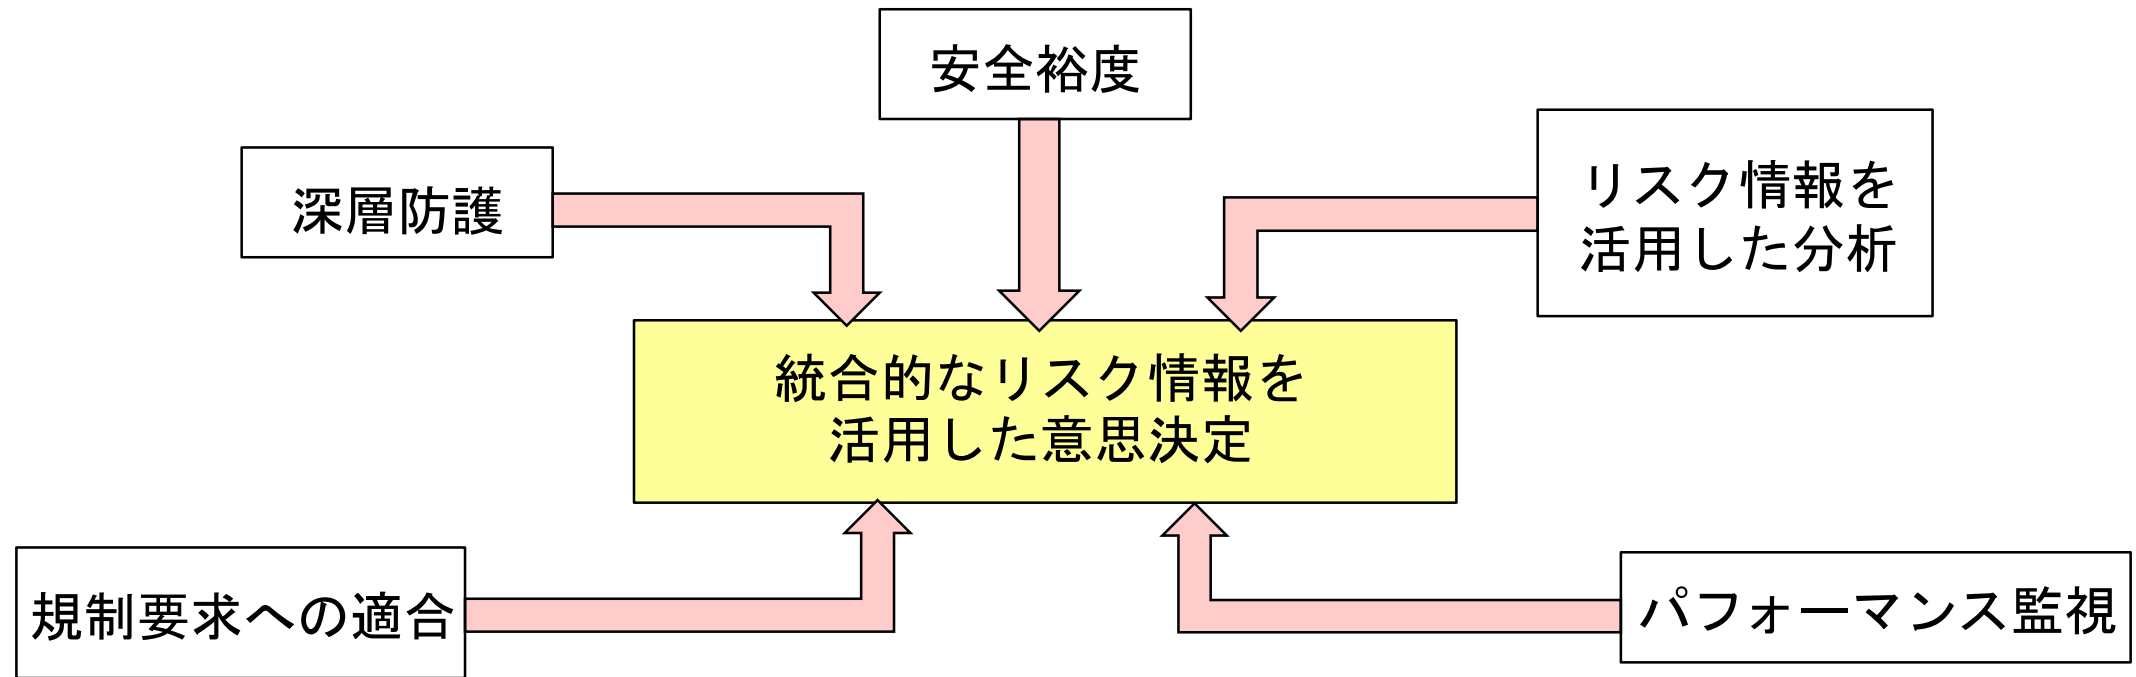 安全裕度
深層防護
リスク情報を
活用した分析
統合的なリスク情報を
活用した意思決定
規制要求への適合
パフォーマンス監視